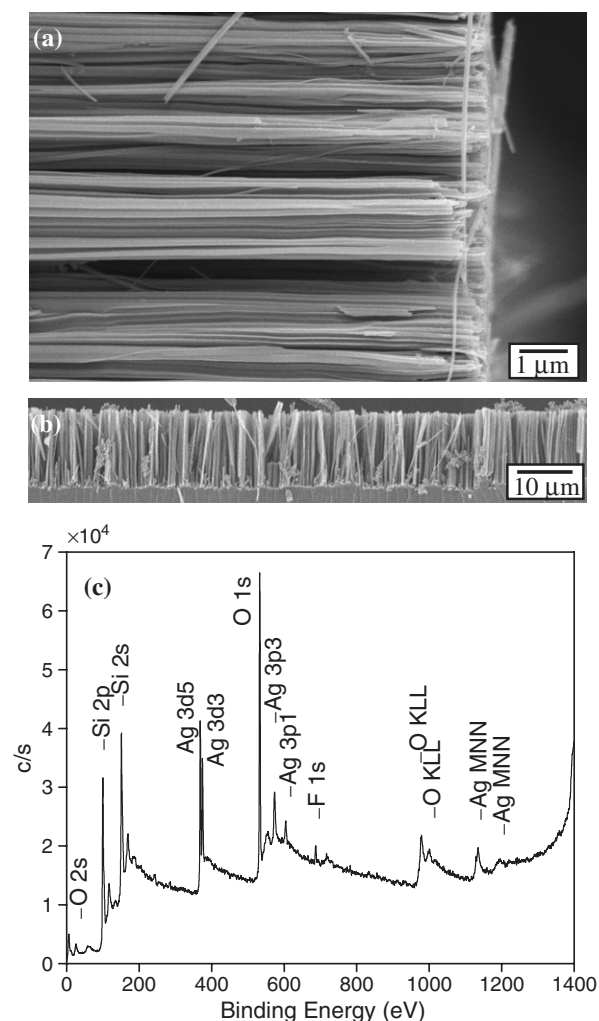 (a)
1 μm
(b)
10 μm
×10⁴
7
(c)
6
5
4
3
2
1
0
c/s
O 2s
Si 2p
Si 2s
Ag 3d5
Ag 3d3
O 1s
Ag 3p3
Ag 3p1
F 1s
O KLL
O KLL
Ag MNN
Ag MNN
0 200 400 600 800 1000 1200 1400
Binding Energy (eV)